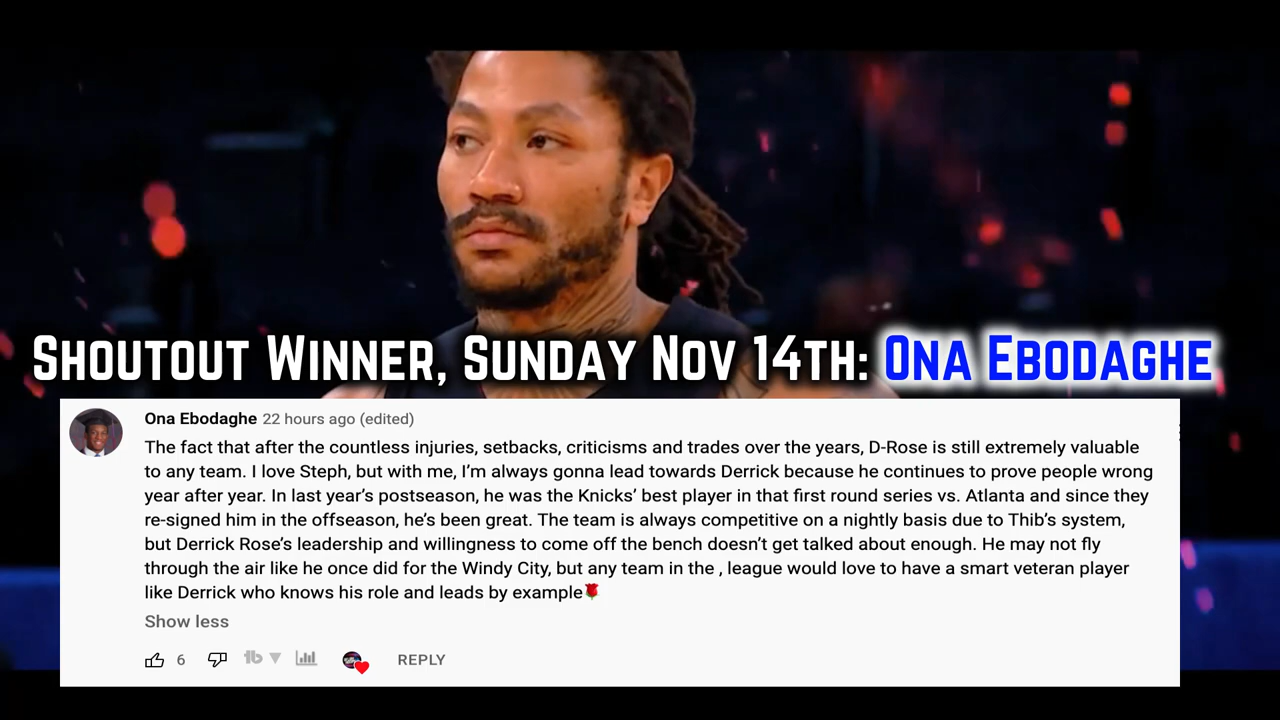 Shoutout Winner, Sunday Nov 14th: Ona Ebodaghe
Ona Ebodaghe 22 hours ago (edited)
The fact that after the countless injuries, setbacks, criticisms and trades over the years, D-Rose is still extremely valuable
to any team. I love Steph, but with me, I’m always gonna lead towards Derrick because he continues to prove people wrong
year after year. In last year’s postseason, he was the Knicks’ best player in that first round series vs. Atlanta and since they
re-signed him in the offseason, he’s been great. The team is always competitive on a nightly basis due to Thib’s system,
but Derrick Rose’s leadership and willingness to come off the bench doesn’t get talked about enough. He may not fly
through the air like he once did for the Windy City, but any team in the , league would love to have a smart veteran player
like Derrick who knows his role and leads by example🌹
Show less
6 tb REPLY